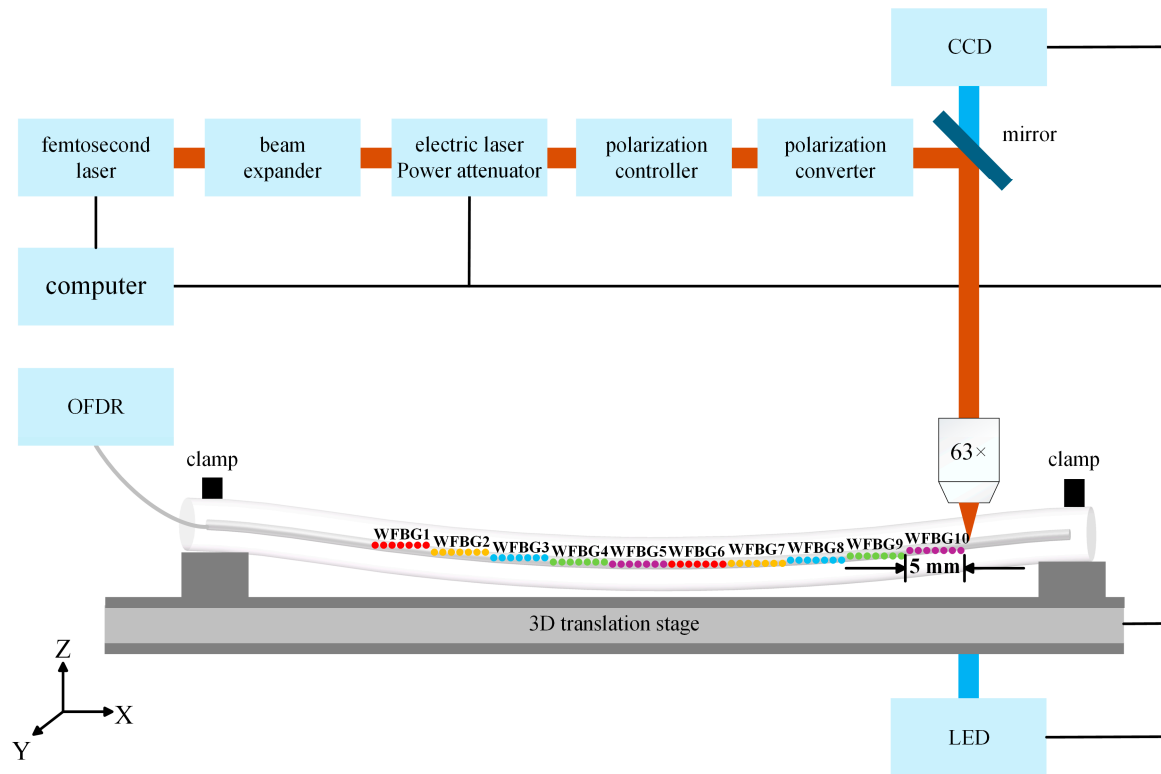 CCD
mirror
femtosecond
laser
beam
expander
electric laser
Power attenuator
polarization
controller
polarization
converter
computer
OFDR
clamp
63×
clamp
WFBG1
WFBG2
WFBG3
WFBG4
WFBG5
WFBG6
WFBG7
WFBG8
WFBG9
WFBG10
5 mm
3D translation stage
Z
X
Y
LED